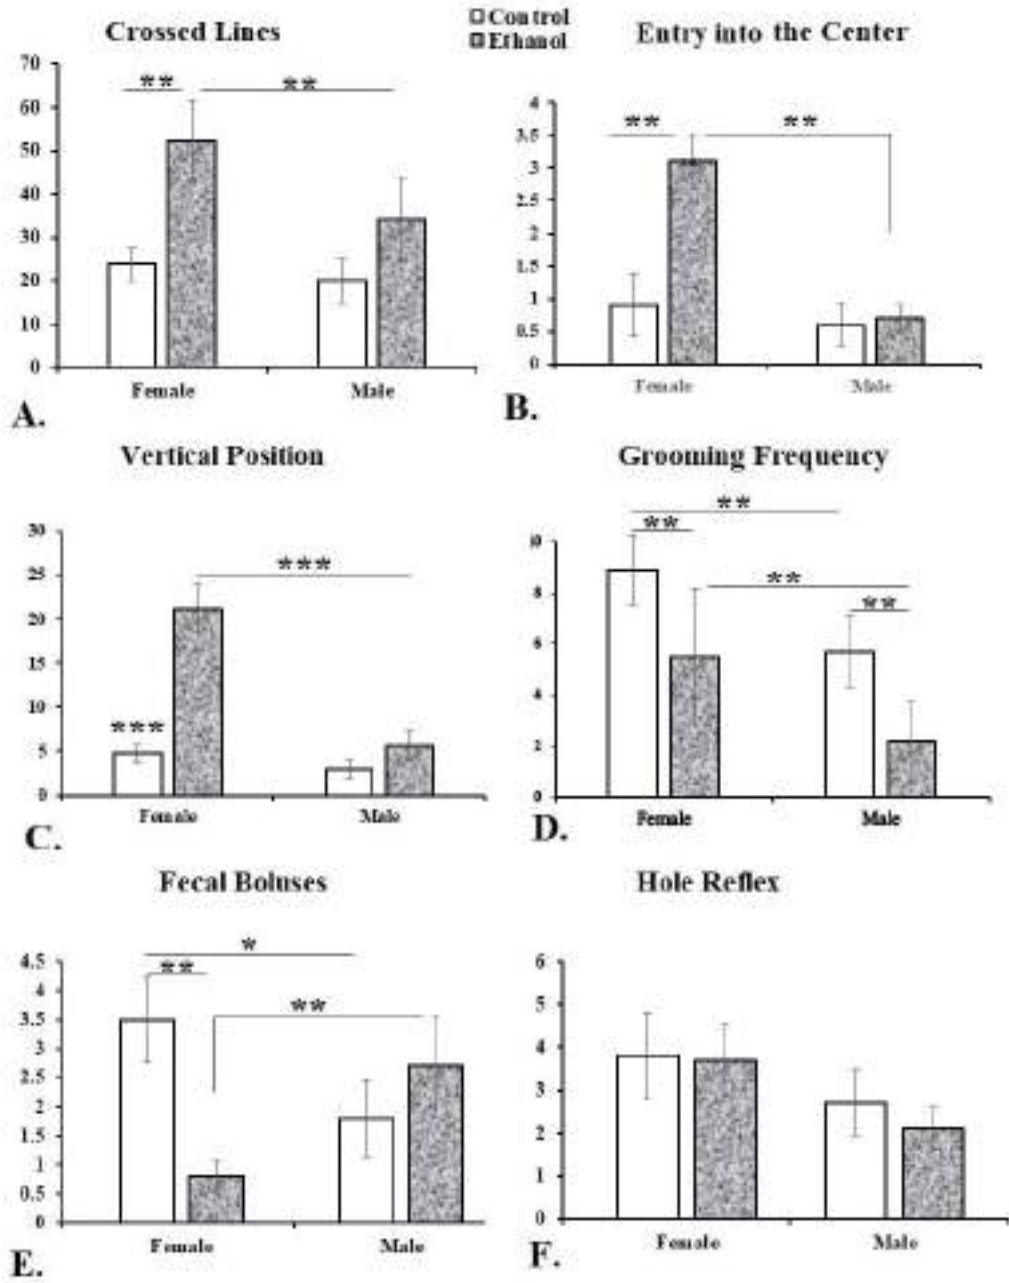 Crossed Lines
Control
Ethanol
Entry into the Center
70
60
50
40
30
20
10
0
**
**
Female
Male
A.
4
3.5
3
2.5
2
1.5
1
0.5
0
**
**
Female
Male
B.
Vertical Position
30
25
20
15
10
5
0
***
***
Female
Male
C.
Grooming Frequency
8
6
4
2
0
**
**
**
**
Female
Male
D.
Fecal Boluses
4.5
4
3.5
3
2.5
2
1.5
1
0.5
0
*
**
**
Female
Male
E.
Hole Reflex
6
5
4
3
2
1
0
Female
Male
F.